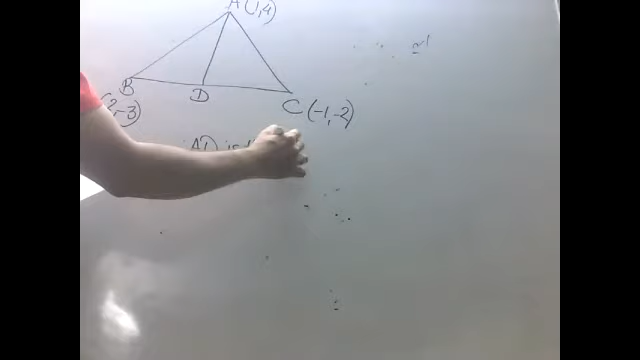 A (1,4)
B
D
C (-1,-2)
(2,-3)
AD is